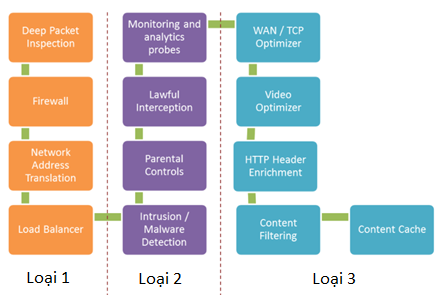 Deep Packet
Inspection
Firewall
Network
Address
Translation
Load Balancer
Loại 1
Monitoring and
analytics
probes
Lawful
Interception
Parental
Controls
Intrusion /
Malware
Detection
Loại 2
WAN / TCP
Optimizer
Video
Optimizer
HTTP Header
Enrichment
Content
Filtering
Content Cache
Loại 3